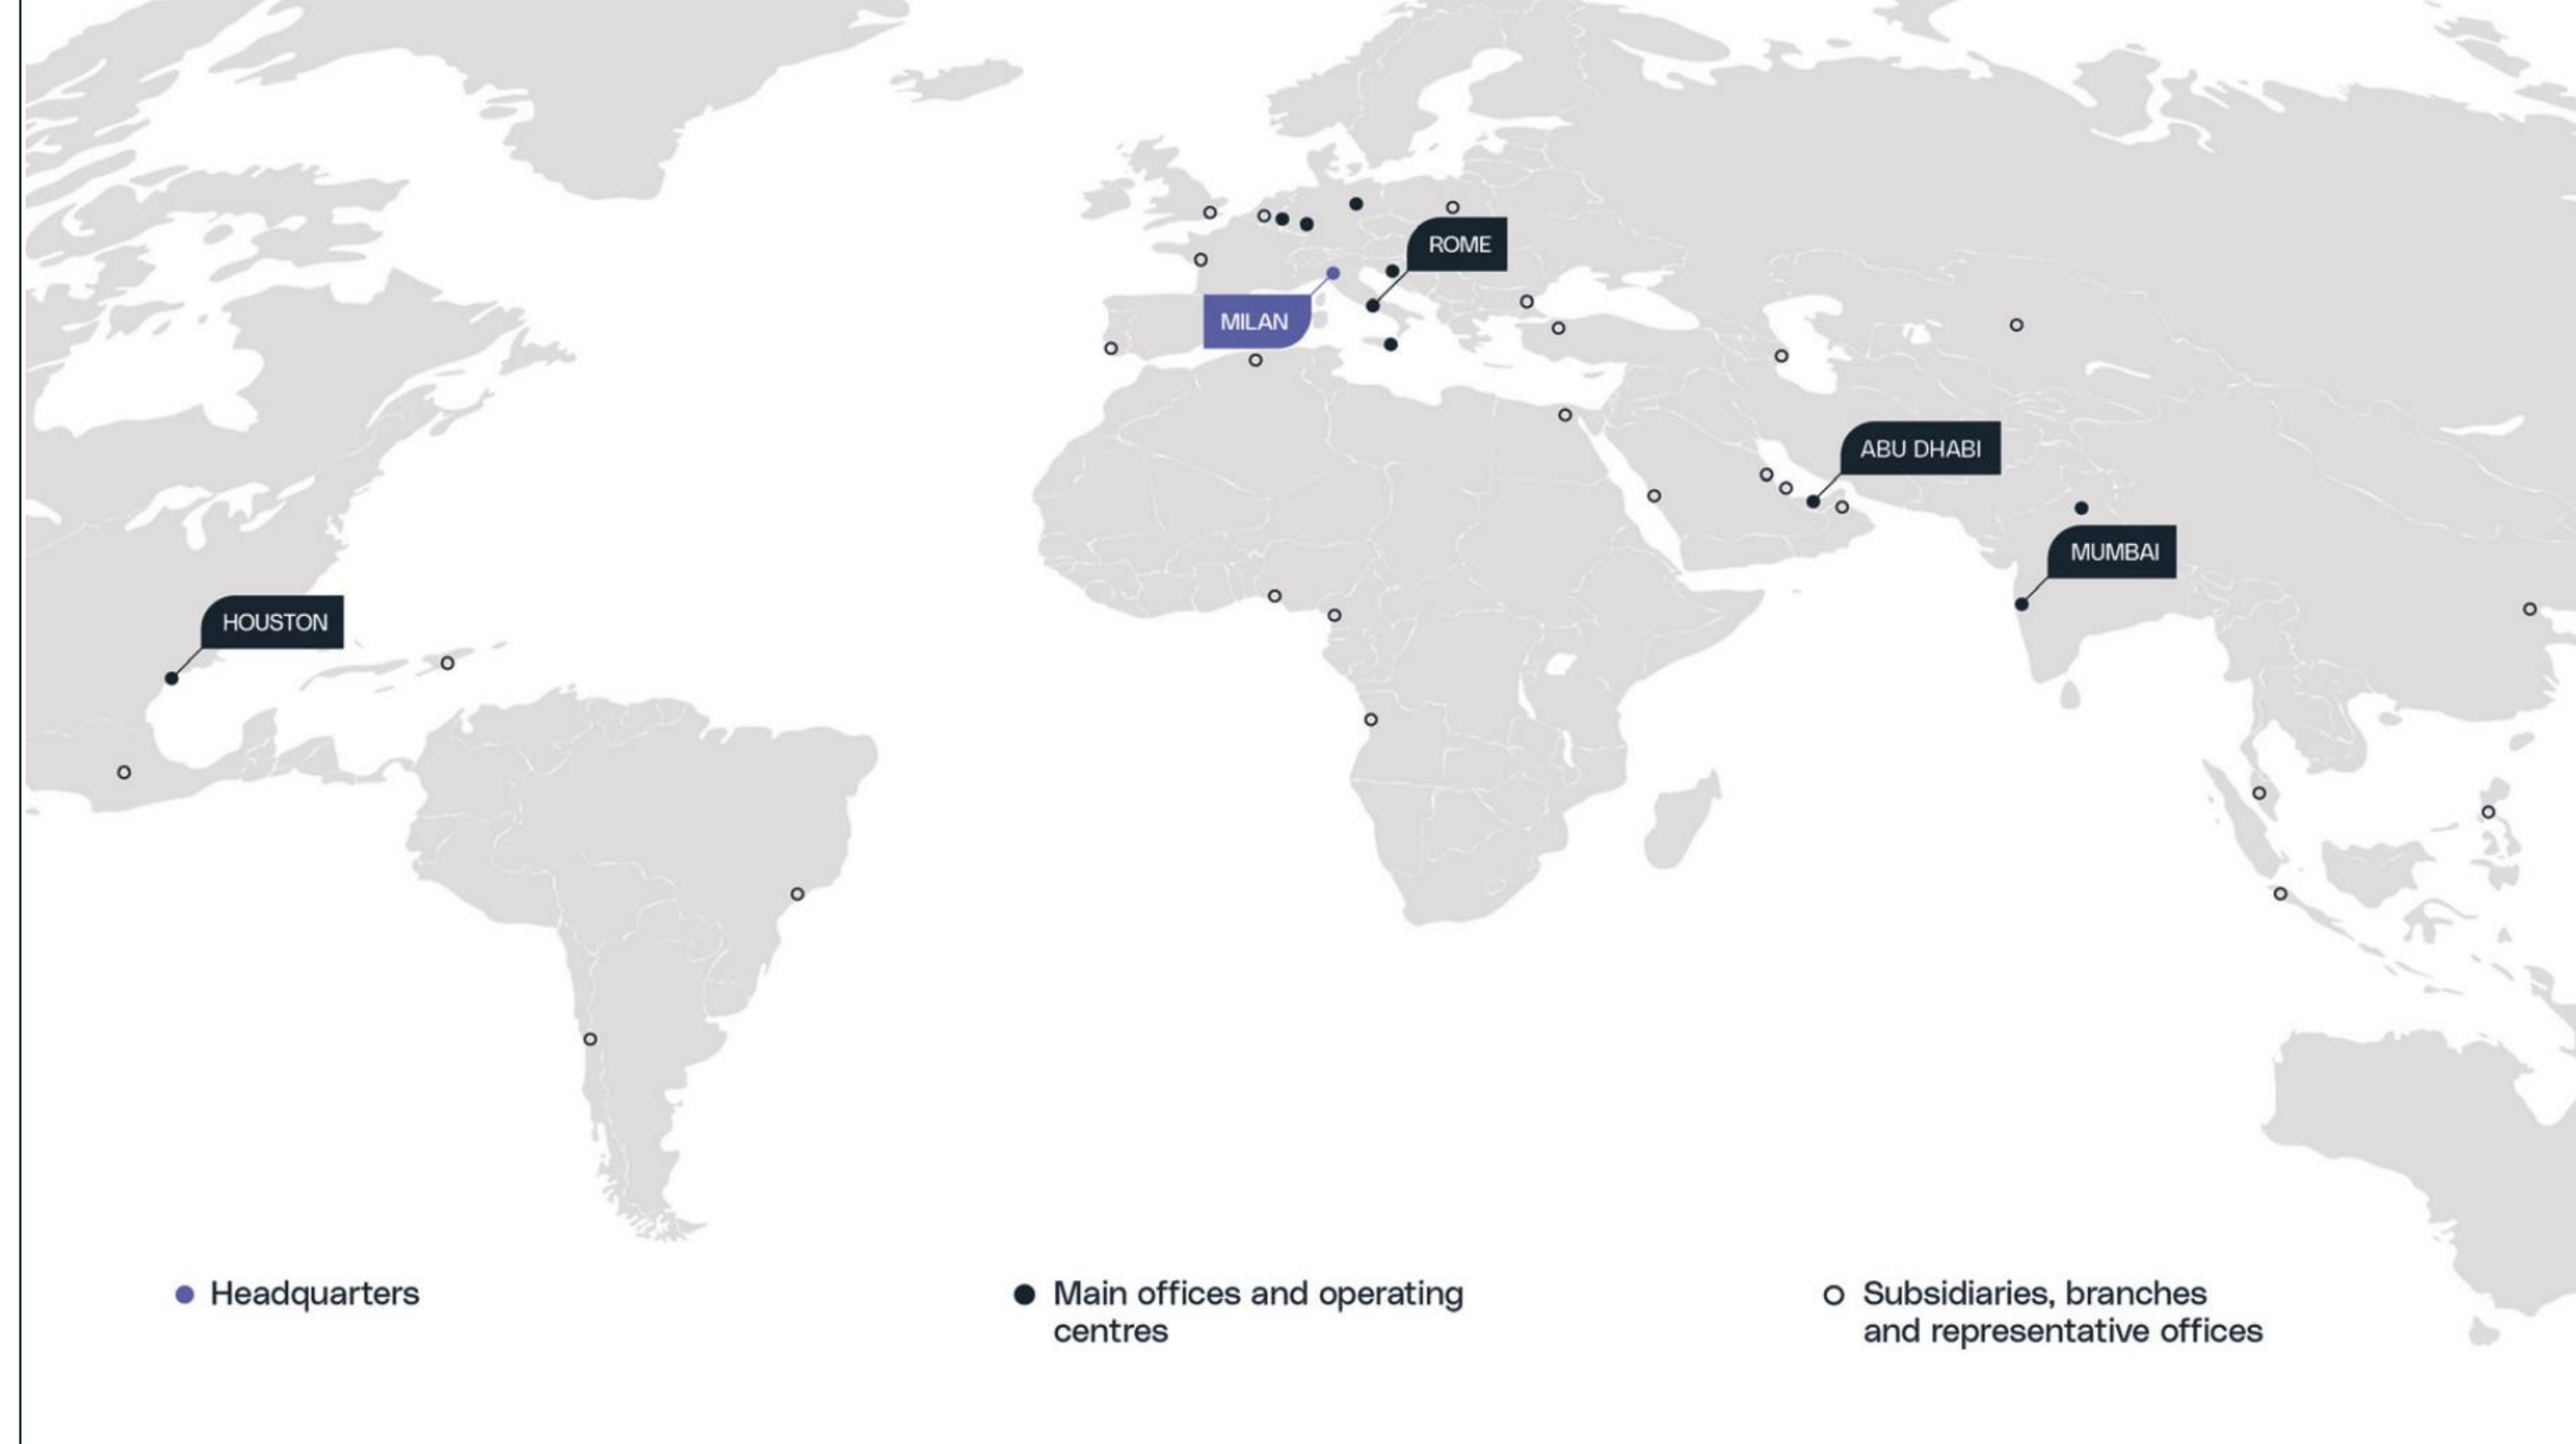 ROME
MILAN
ABU DHABI
MUMBAI
HOUSTON
Headquarters
Main offices and operating
centres
Subsidiaries, branches
and representative offices